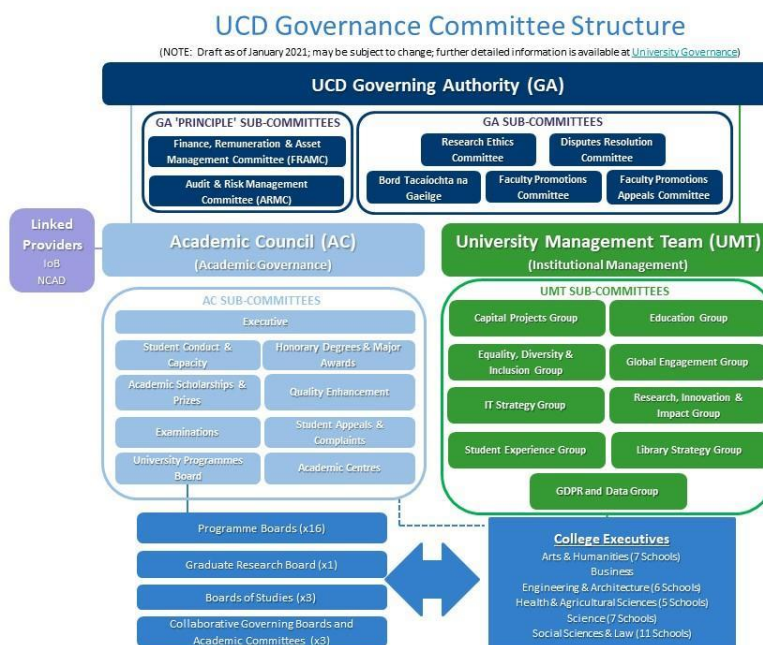 UCD Governance Committee Structure
(NOTE: Draft as of January 2021; may be subject to change; further detailed information is available at University Governance)
UCD Governing Authority (GA)
GA 'PRINCIPLE' SUB-COMMITTEES
Finance, Remuneration & Asset
Management Committee (FRAMC)
Audit & Risk Management
Committee (ARMC)
GA SUB-COMMITTEES
Research Ethics
Committee
Disputes Resolution
Committee
Bord Tacaíochta na
Gaeilge
Faculty Promotions
Committee
Faculty Promotions
Appeals Committee
Linked
Providers
IoB
NCAD
Academic Council (AC)
(Academic Governance)
University Management Team (UMT)
(Institutional Management)
AC SUB-COMMITTEES
Executive
Student Conduct &
Capacity
Honorary Degrees & Major
Awards
Academic Scholarships &
Prizes
Quality Enhancement
Examinations
Student Appeals &
Complaints
University Programmes
Board
Academic Centres
UMT SUB-COMMITTEES
Capital Projects Group
Education Group
Equality, Diversity &
Inclusion Group
Global Engagement Group
IT Strategy Group
Research, Innovation &
Impact Group
Student Experience Group
Library Strategy Group
GDPR and Data Group
Programme Boards (x16)
Graduate Research Board (x1)
Boards of Studies (x3)
Collaborative Governing Boards and
Academic Committees (x3)
College Executives
Arts & Humanities (7 Schools)
Business
Engineering & Architecture (6 Schools)
Health & Agricultural Sciences (5 Schools)
Science (7 Schools)
Social Sciences & Law (11 Schools)